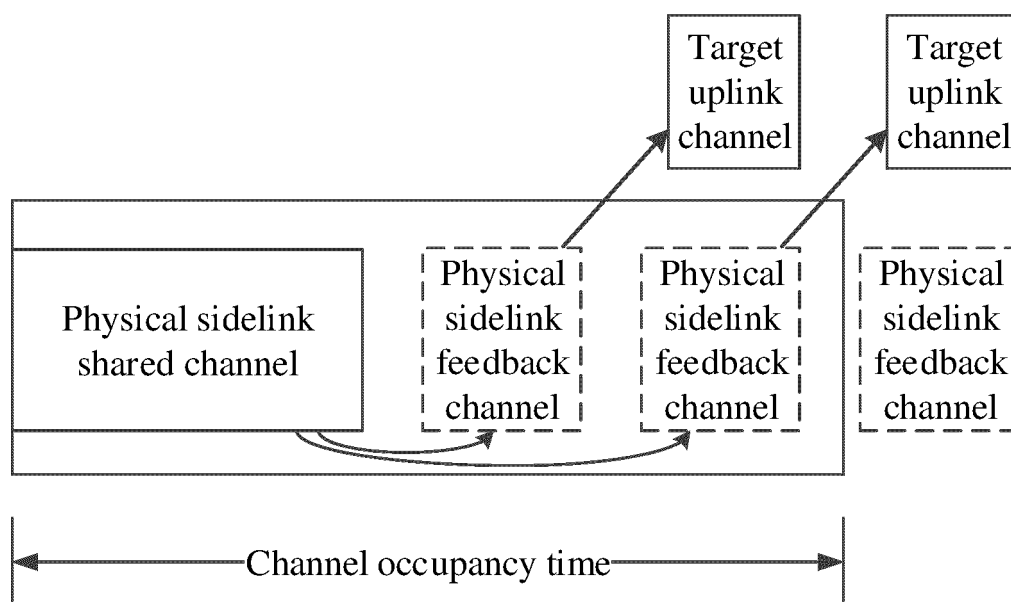 Target
uplink
channel
Target
uplink
channel
Physical sidelink
shared channel
Physical
sidelink
feedback
channel
Physical
sidelink
feedback
channel
Physical
sidelink
feedback
channel
Channel occupancy time